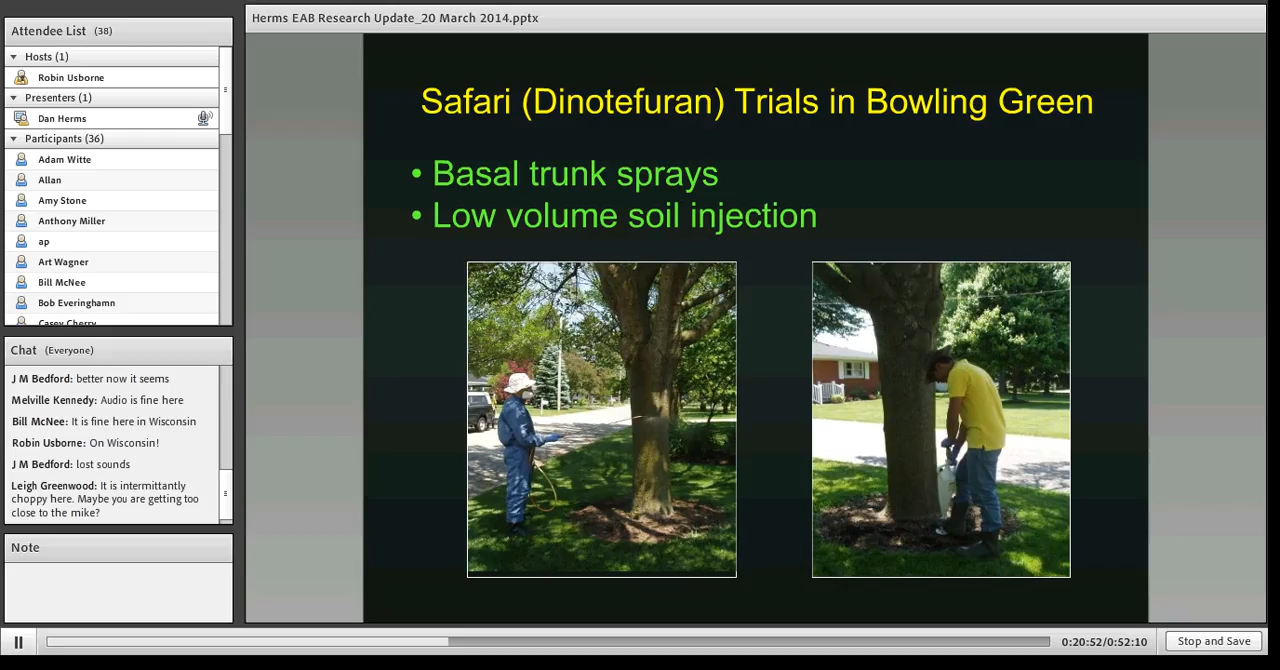 Herms EAB Research Update_20 March 2014.pptx
Attendee List (38)
Hosts (1)
Robin Usborne
Presenters (1)
Dan Herms
Participants (36)
Adam Witte
Allan
Amy Stone
Anthony Miller
ap
Art Wagner
Bill McNee
Bob Everinghamn
Casey Cherry
Chat (Everyone)
J M Bedford: better now it seems
Melville Kennedy: Audio is fine here
Bill McNee: It is fine here in Wisconsin
Robin Usborne: On Wisconsin!
J M Bedford: lost sounds
Leigh Greenwood: It is intermittantly
choppy here. Maybe you are getting too
close to the mike?
Note
Safari (Dinotefuran) Trials in Bowling Green
• Basal trunk sprays
• Low volume soil injection
0:20:52/0:52:10
Stop and Save